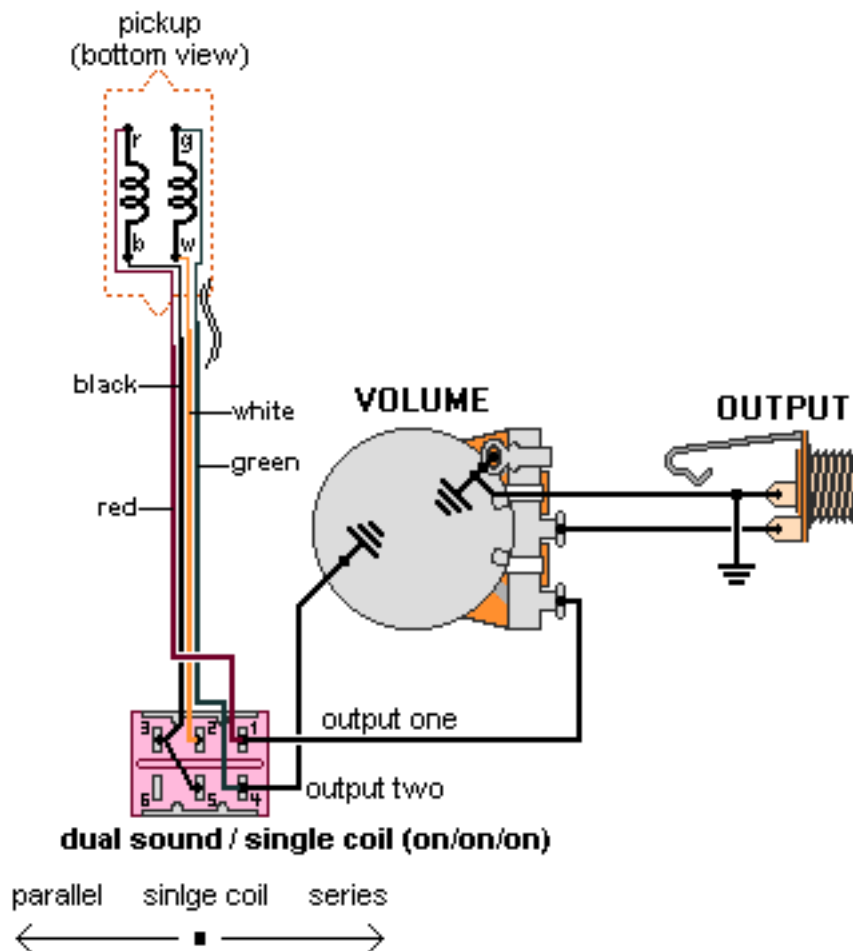 pickup
(bottom view)
r g
b w
black
white
green
red
VOLUME
OUTPUT
3 2 1
6 5 4
output one
output two
dual sound / single coil (on/on/on)
parallel sinlge coil series